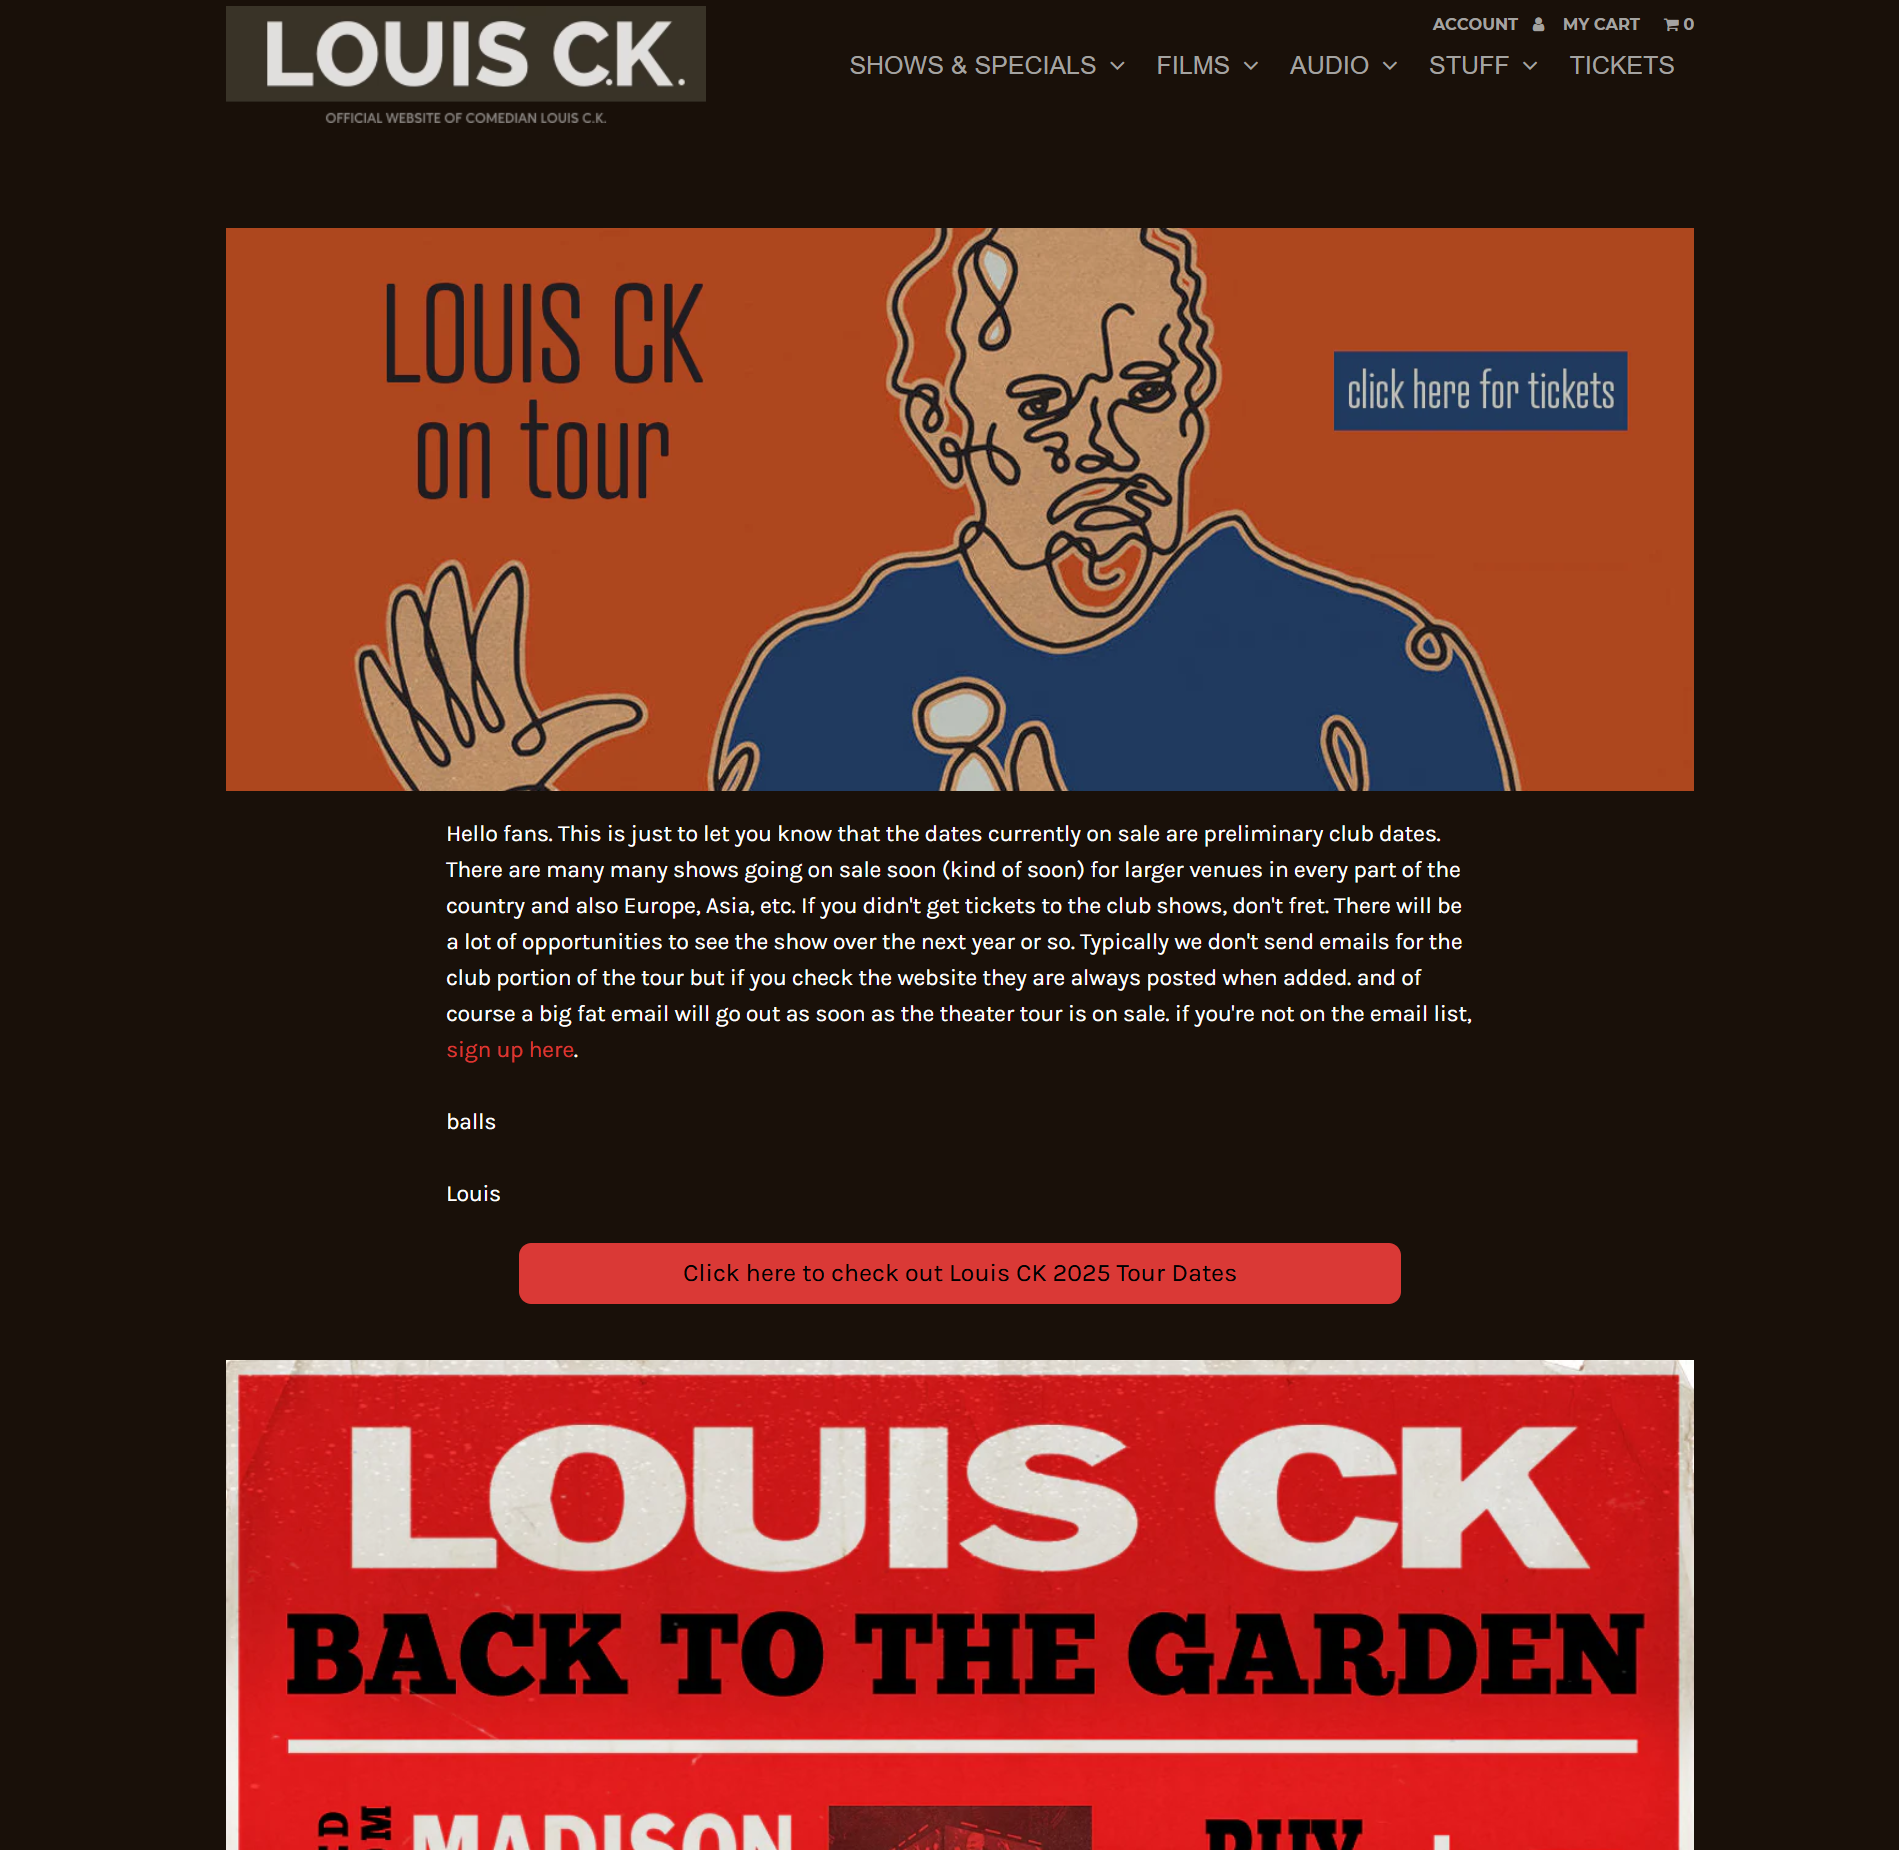 LOUIS C.K.
OFFICIAL WEBSITE OF COMEDIAN LOUIS C.K.
ACCOUNT MY CART 0
SHOWS & SPECIALS FILMS AUDIO STUFF TICKETS
LOUIS CK
on tour
click here for tickets
Hello fans. This is just to let you know that the dates currently on sale are preliminary club dates.
There are many many shows going on sale soon (kind of soon) for larger venues in every part of the
country and also Europe, Asia, etc. If you didn't get tickets to the club shows, don't fret. There will be
a lot of opportunities to see the show over the next year or so. Typically we don't send emails for the
club portion of the tour but if you check the website they are always posted when added. and of
course a big fat email will go out as soon as the theater tour is on sale. if you're not on the email list,
sign up here.
balls
Louis
Click here to check out Louis CK 2025 Tour Dates
LOUIS CK
BACK TO THE GARDEN
MADISON
BUY